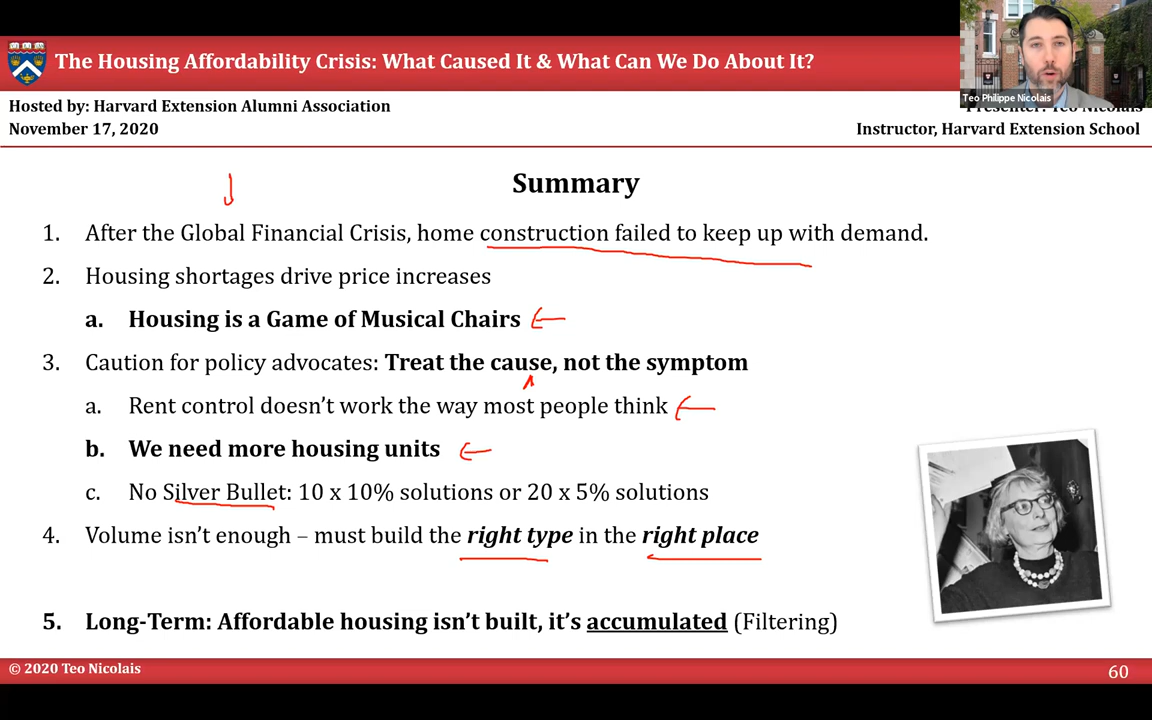 The Housing Affordability Crisis: What Caused It & What Can We Do About It?
Teo Philippe Nicolais
Hosted by: Harvard Extension Alumni Association
November 17, 2020
Presenter: Teo Nicolais
Instructor, Harvard Extension School
Summary
1. After the Global Financial Crisis, home construction failed to keep up with demand.
2. Housing shortages drive price increases
a. Housing is a Game of Musical Chairs
3. Caution for policy advocates: Treat the cause, not the symptom
a. Rent control doesn’t work the way most people think
b. We need more housing units
c. No Silver Bullet: 10 x 10% solutions or 20 x 5% solutions
4. Volume isn’t enough – must build the right type in the right place
5. Long-Term: Affordable housing isn’t built, it’s accumulated (Filtering)
© 2020 Teo Nicolais
60